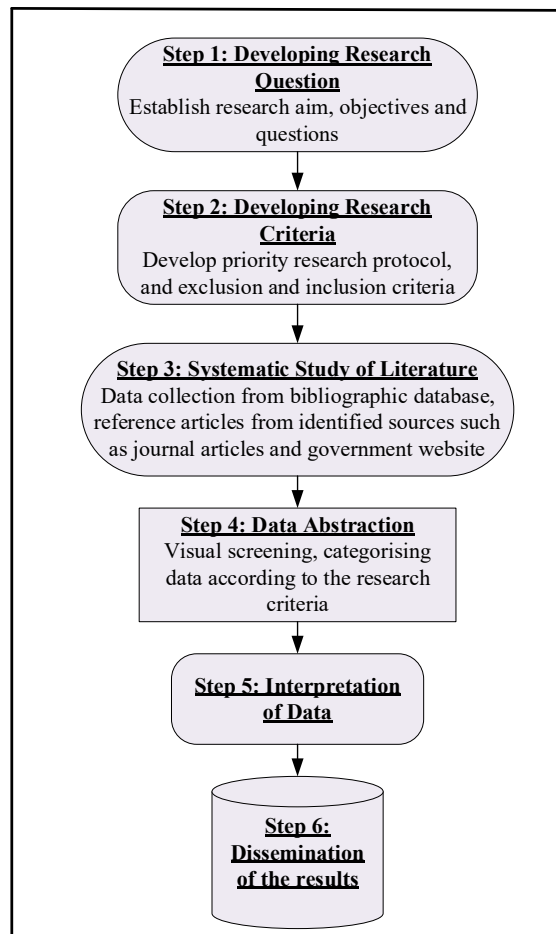 Step 1: Developing Research
Question
Establish research aim, objectives and
questions
Step 2: Developing Research
Criteria
Develop priority research protocol,
and exclusion and inclusion criteria
Step 3: Systematic Study of Literature
Data collection from bibliographic database,
reference articles from identified sources such
as journal articles and government website
Step 4: Data Abstraction
Visual screening, categorising
data according to the research
criteria
Step 5: Interpretation
of Data
Step 6:
Dissemination
of the results